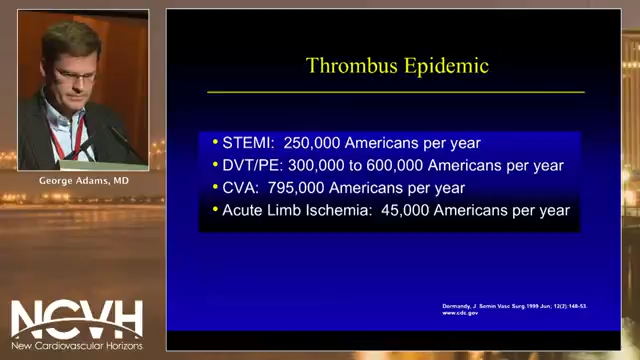 George Adams, MD
NCVH
New Cardiovascular Horizons
Thrombus Epidemic
• STEMI: 250,000 Americans per year
• DVT/PE: 300,000 to 600,000 Americans per year
• CVA: 795,000 Americans per year
• Acute Limb Ischemia: 45,000 Americans per year
Dormandy, J. Semin Vasc Surg. 1999 Jun; 12(2):148-53.
www.cdc.gov